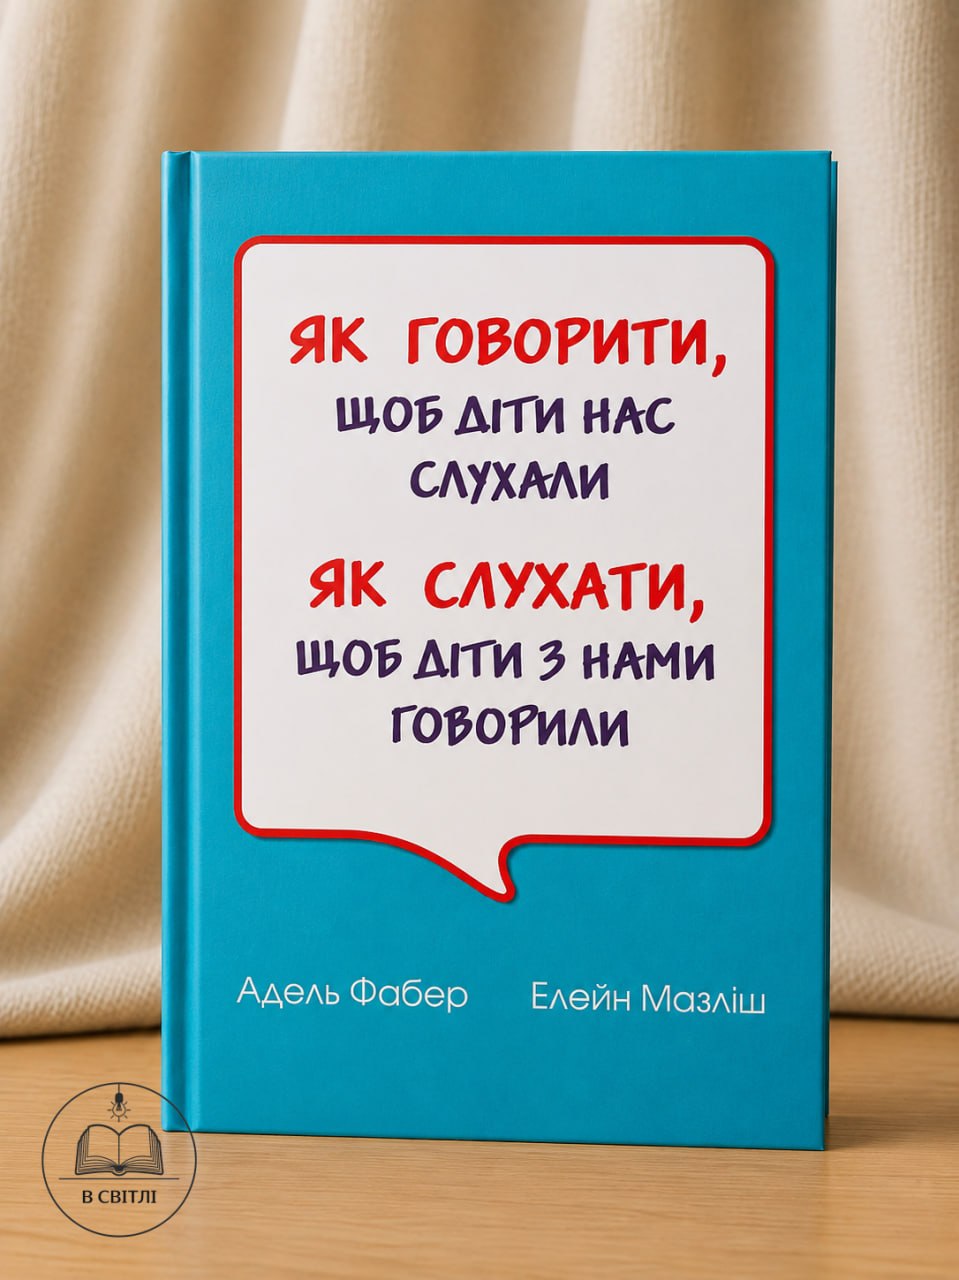 ЯК ГОВОРИТИ,
ЩОБ ДІТИ НАС
СЛУХАЛИ
ЯК СЛУХАТИ,
ЩОБ ДІТИ З НАМИ
ГОВОРИЛИ
Адель Фабер
Елейн Мазліш
В СВІТЛІ